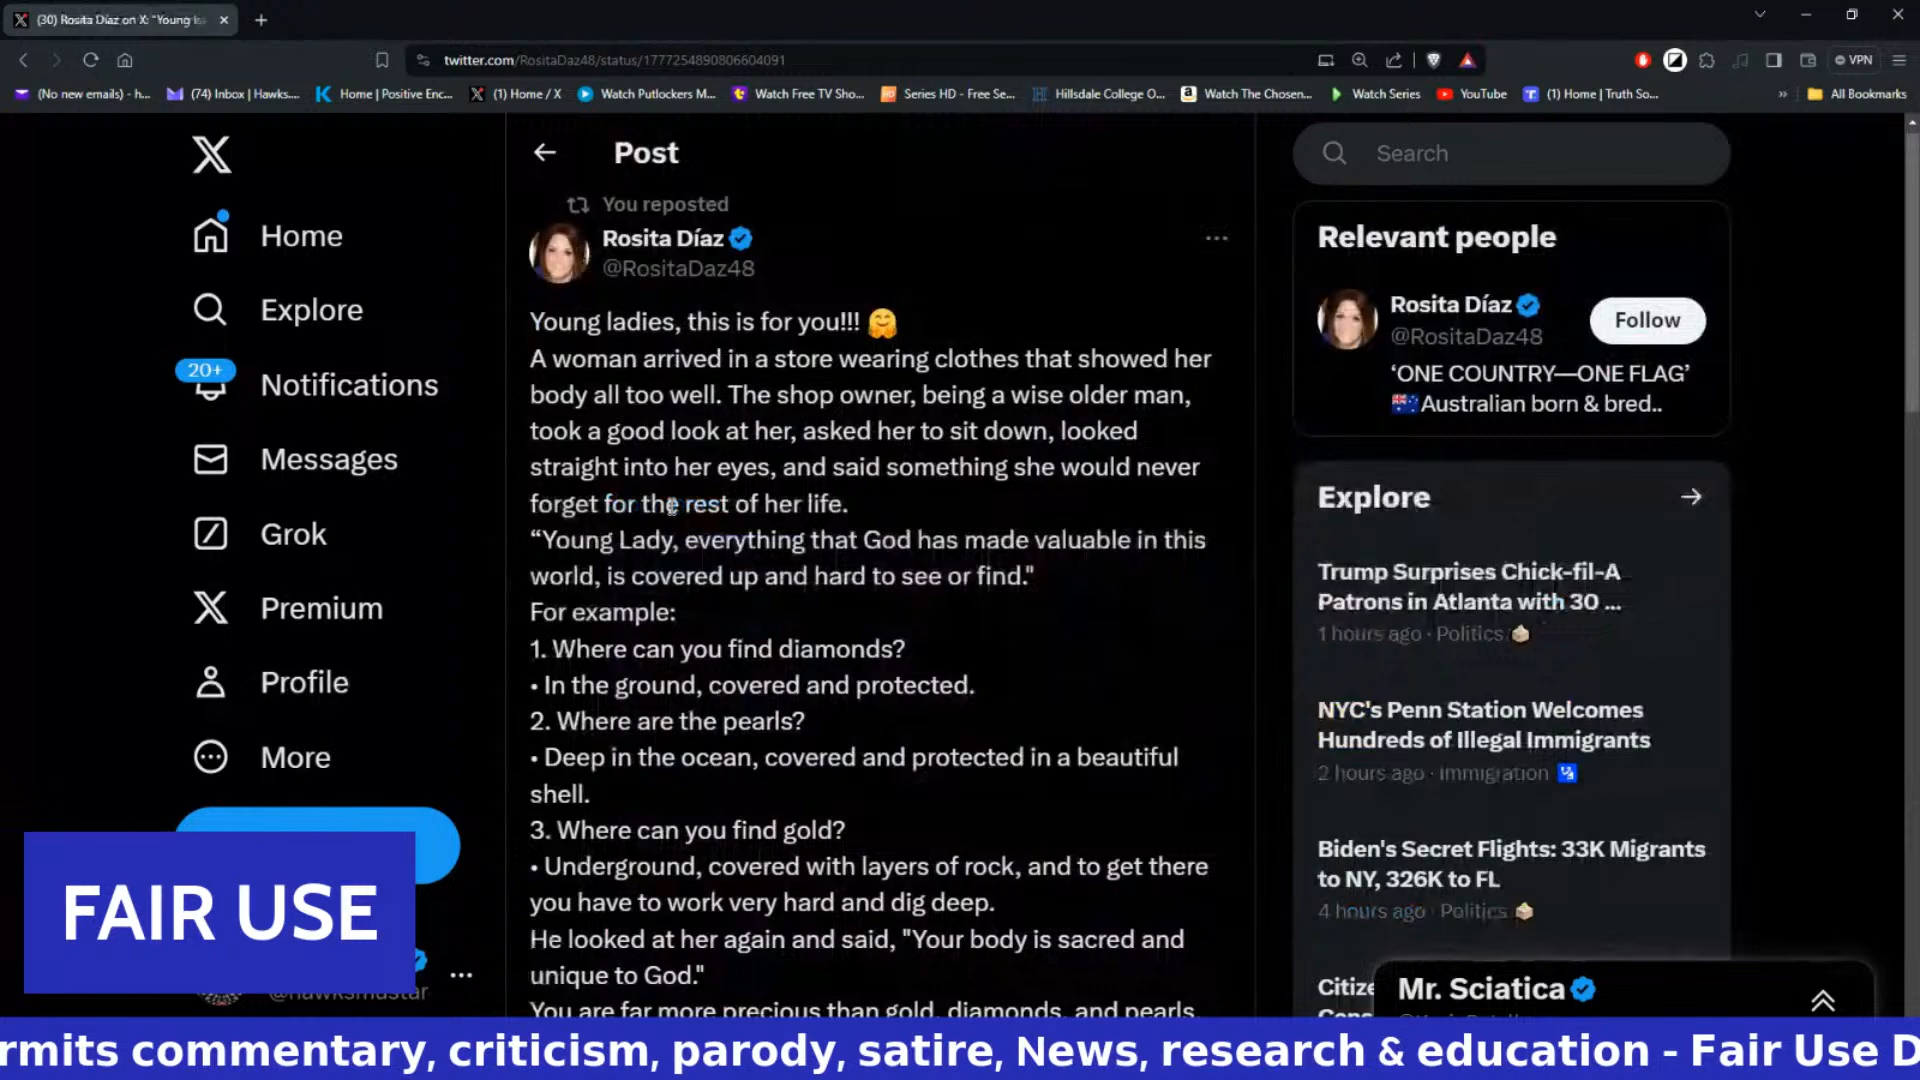 (30) Rosita Díaz on X: "Young la
twitter.com/RositaDaz48/status/1777254890806604091
VPN
(No new emails) - h...
(74) Inbox | Hawks....
Home | Positive Enc...
(1) Home / X
Watch Putlockers M...
Watch Free TV Sho...
Series HD - Free Se...
Hillsdale College O...
Watch The Chosen...
Watch Series
YouTube
(1) Home | Truth So...
All Bookmarks
Home
Explore
20+
Notifications
Messages
Grok
Premium
Profile
More
Post
You reposted
Rosita Díaz
@RositaDaz48
Young ladies, this is for you!!! 🤗
A woman arrived in a store wearing clothes that showed her
body all too well. The shop owner, being a wise older man,
took a good look at her, asked her to sit down, looked
straight into her eyes, and said something she would never
forget for the rest of her life.
“Young Lady, everything that God has made valuable in this
world, is covered up and hard to see or find."
For example:
1. Where can you find diamonds?
• In the ground, covered and protected.
2. Where are the pearls?
• Deep in the ocean, covered and protected in a beautiful
shell.
3. Where can you find gold?
• Underground, covered with layers of rock, and to get there
you have to work very hard and dig deep.
He looked at her again and said, "Your body is sacred and
unique to God."
You are far more precious than gold, diamonds, and pearls,
Search
Relevant people
Rosita Díaz
@RositaDaz48
Follow
‘ONE COUNTRY—ONE FLAG’
🇦🇺Australian born & bred..
Explore
Trump Surprises Chick-fil-A
Patrons in Atlanta with 30 ...
1 hours ago · Politics
NYC's Penn Station Welcomes
Hundreds of Illegal Immigrants
2 hours ago · Immigration
Biden's Secret Flights: 33K Migrants
to NY, 326K to FL
4 hours ago · Politics
Citize
Mr. Sciatica
FAIR USE
@hawksmustar
rmits commentary, criticism, parody, satire, News, research & education - Fair Use D